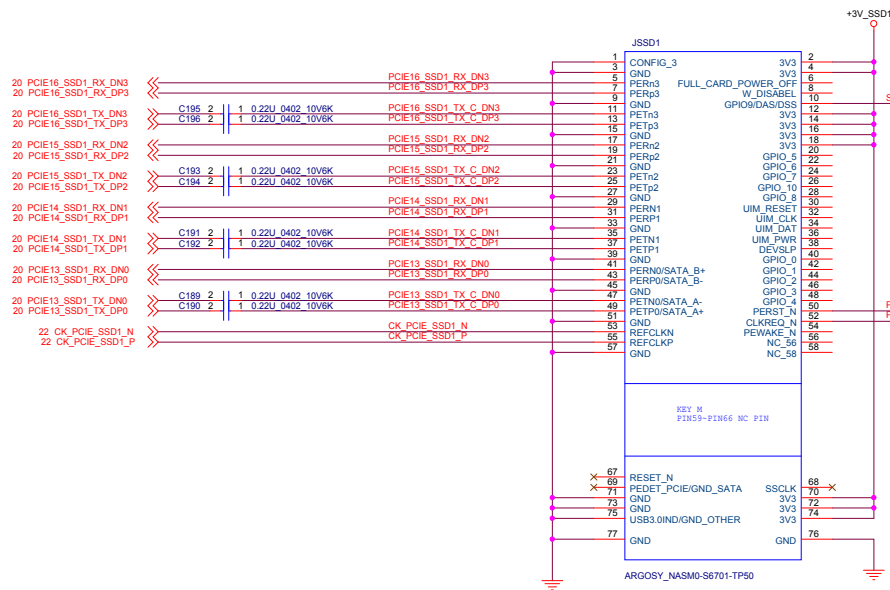 +3V_SSD1
JSSD1
1 CONFIG_3 3V3 2
3 GND 3V3 4
20 PCIE16_SSD1_RX_DN3 PCIE16_SSD1_RX_DN3 5 PERn3 FULL_CARD_POWER_OFF 6
20 PCIE16_SSD1_RX_DP3 PCIE16_SSD1_RX_DP3 7 PERp3 W_DISABEL 8
9 GND GPIO9/DAS/DSS 10
20 PCIE16_SSD1_TX_DN3 C195 2 1 0.22U_0402_10V6K PCIE16_SSD1_TX_C_DN3 11 PETn3 3V3 12
20 PCIE16_SSD1_TX_DP3 C196 2 1 0.22U_0402_10V6K PCIE16_SSD1_TX_C_DP3 13 PETp3 3V3 14
15 GND 3V3 16
20 PCIE15_SSD1_RX_DN2 PCIE15_SSD1_RX_DN2 17 PERn2 3V3 18
20 PCIE15_SSD1_RX_DP2 PCIE15_SSD1_RX_DP2 19 PERp2 GPIO_5 20
21 GND GPIO_6 22
20 PCIE15_SSD1_TX_DN2 C193 2 1 0.22U_0402_10V6K PCIE15_SSD1_TX_C_DN2 23 PETn2 GPIO_7 24
20 PCIE15_SSD1_TX_DP2 C194 2 1 0.22U_0402_10V6K PCIE15_SSD1_TX_C_DP2 25 PETp2 GPIO_10 26
27 GND GPIO_8 28
20 PCIE14_SSD1_RX_DN1 PCIE14_SSD1_RX_DN1 29 PERN1 UIM_RESET 30
20 PCIE14_SSD1_RX_DP1 PCIE14_SSD1_RX_DP1 31 PERP1 UIM_CLK 32
33 GND UIM_DAT 34
20 PCIE14_SSD1_TX_DN1 C191 2 1 0.22U_0402_10V6K PCIE14_SSD1_TX_C_DN1 35 PETN1 UIM_PWR 36
20 PCIE14_SSD1_TX_DP1 C192 2 1 0.22U_0402_10V6K PCIE14_SSD1_TX_C_DP1 37 PETP1 DEVSLP 38
39 GND GPIO_0 40
20 PCIE13_SSD1_RX_DN0 PCIE13_SSD1_RX_DN0 41 PERN0/SATA_B+ GPIO_1 42
20 PCIE13_SSD1_RX_DP0 PCIE13_SSD1_RX_DP0 43 PERP0/SATA_B- GPIO_2 44
45 GND GPIO_3 46
20 PCIE13_SSD1_TX_DN0 C189 2 1 0.22U_0402_10V6K PCIE13_SSD1_TX_C_DN0 47 PETN0/SATA_A- GPIO_4 48
20 PCIE13_SSD1_TX_DP0 C190 2 1 0.22U_0402_10V6K PCIE13_SSD1_TX_C_DP0 49 PETP0/SATA_A+ PERST_N 50
51 GND CLKREQ_N 52
22 CK_PCIE_SSD1_N CK_PCIE_SSD1_N 53 REFCLKN PEWAKE_N 54
22 CK_PCIE_SSD1_P CK_PCIE_SSD1_P 55 REFCLKP NC_56 56
57 GND NC_58 58
KEY M
PIN59~PIN66 NC PIN
67 RESET_N
69 PEDET_PCIE/GND_SATA SSCLK 68
71 GND 3V3 70
73 GND 3V3 72
75 USB3.0IND/GND_OTHER 3V3 74
77 GND GND 76
ARGOSY_NASM0-S6701-TP50